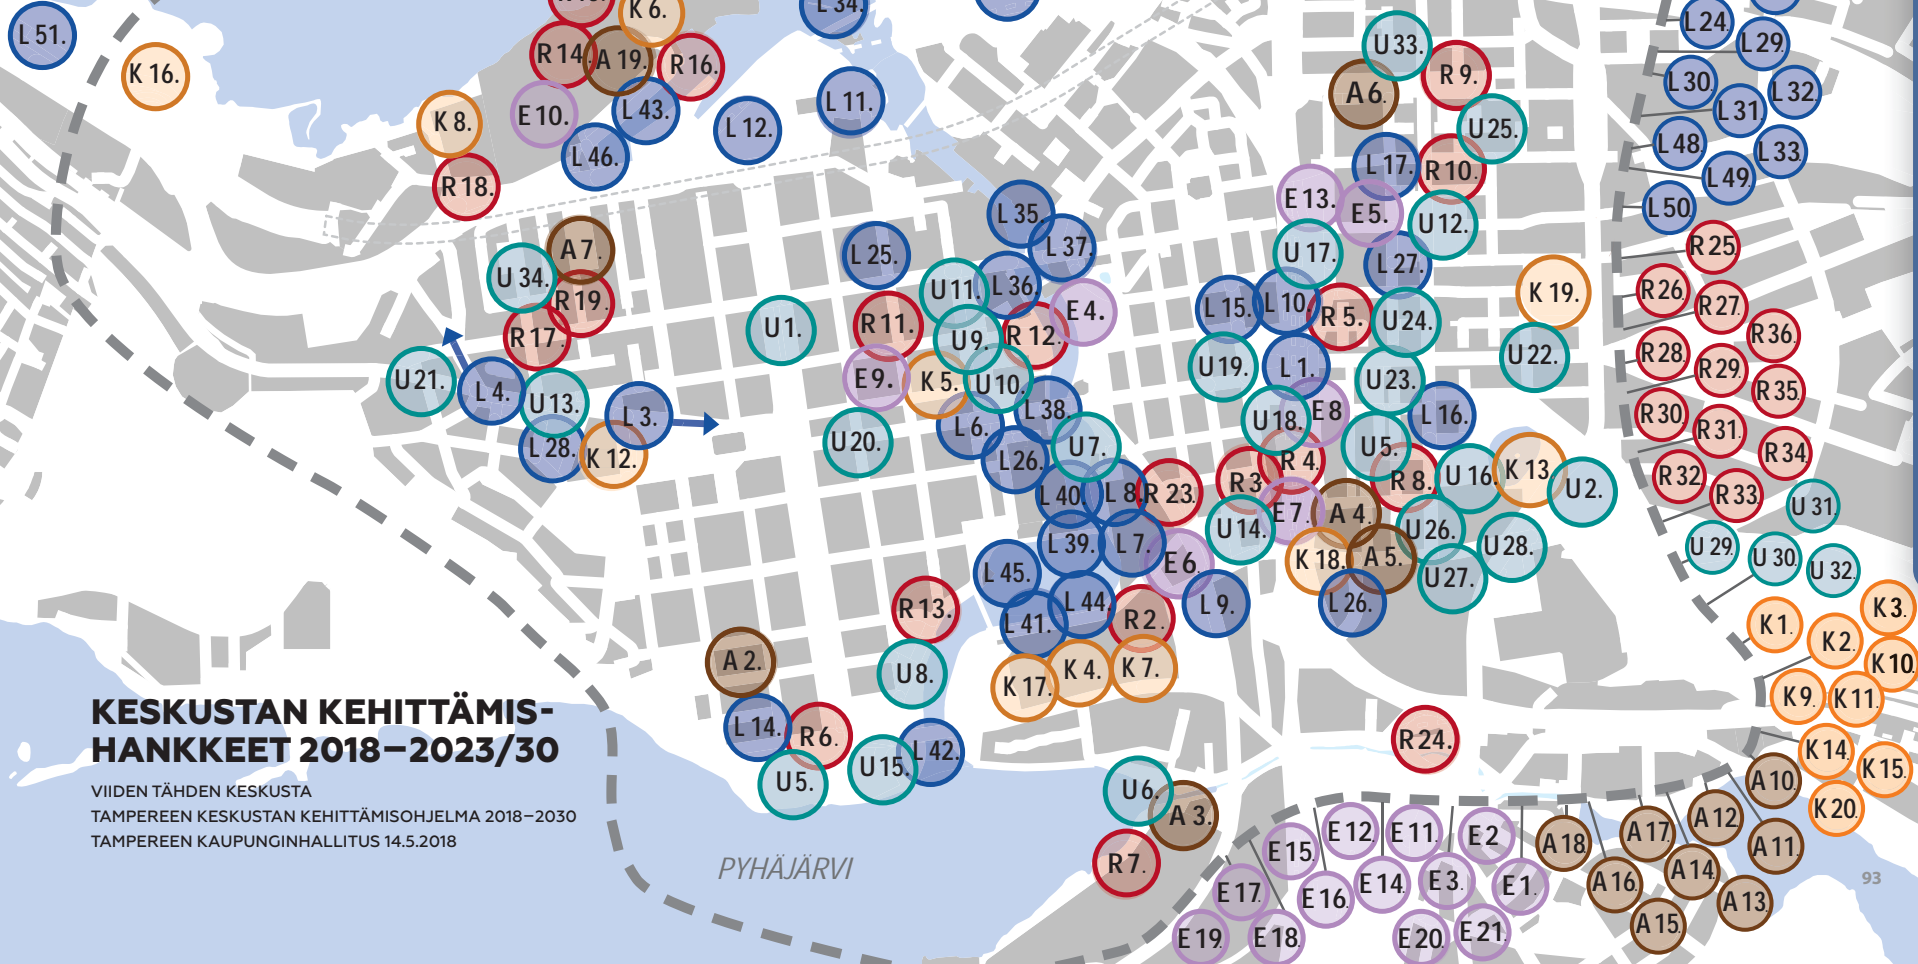 L 34.
K 6.
L 51.
K 16.
R 14.
A 19.
R 16.
E 10.
L 43.
K 8.
L 12.
L 11.
L 46.
R 18.
U 33.
R 9.
A 6.
U 25.
L 17.
R 10.
E 13.
E 5.
U 12.
U 17.
L 27.
L 24.
L 29.
L 30.
L 32.
L 31.
L 48.
L 33.
L 49.
L 50.
A 7.
U 34.
R 19.
R 17.
U 21.
L 4.
U 13.
L 3.
L 28.
K 12.
U 1.
L 25.
L 35.
L 37.
U 11.
L 36.
E 4.
R 11.
U 9.
R 12.
E 9.
K 5.
U 10.
U 20.
L 6.
L 38.
L 26.
U 7.
L 40.
L 8.
R 23.
L 39.
L 7.
E 6.
L 45.
L 44.
L 41.
R 2.
L 9.
K 17.
K 4.
K 7.
L 15.
L 10.
R 5.
U 24.
U 19.
L 1.
U 23.
U 18.
E 8
L 16.
U 5.
R 3.
R 4.
R 8.
U 16.
K 13.
U 2.
U 14.
E 7.
A 4.
U 26.
U 28.
K 18.
A 5.
U 27.
L 26.
K 19.
U 22.
R 25.
R 26.
R 27.
R 36.
R 28.
R 29.
R 35.
R 30.
R 31.
R 34.
R 32.
R 33.
U 31.
U 29.
U 30.
U 32.
K 3.
K 1.
K 2.
K 10.
K 9.
K 11.
K 14.
K 15.
K 20.
R 13.
A 2.
U 8.
L 14.
R 6.
U 5.
U 15.
L 42.
U 6.
A 3.
R 7.
R 24.
A 10.
A 12.
A 17.
A 18.
A 11.
A 14.
A 16.
A 13.
A 15.
E 12.
E 11.
E 2
E 15.
E 14.
E 3.
E 1.
E 17.
E 16.
E 19.
E 18.
E 20.
E 21.
KESKUSTAN KEHITTÄMIS-
HANKKEET 2018–2023/30
VIIDEN TÄHDEN KESKUSTA
TAMPEREEN KESKUSTAN KEHITTÄMISOHJELMA 2018–2030
TAMPEREEN KAUPUNGINHALLITUS 14.5.2018
PYHÄJÄRVI
93